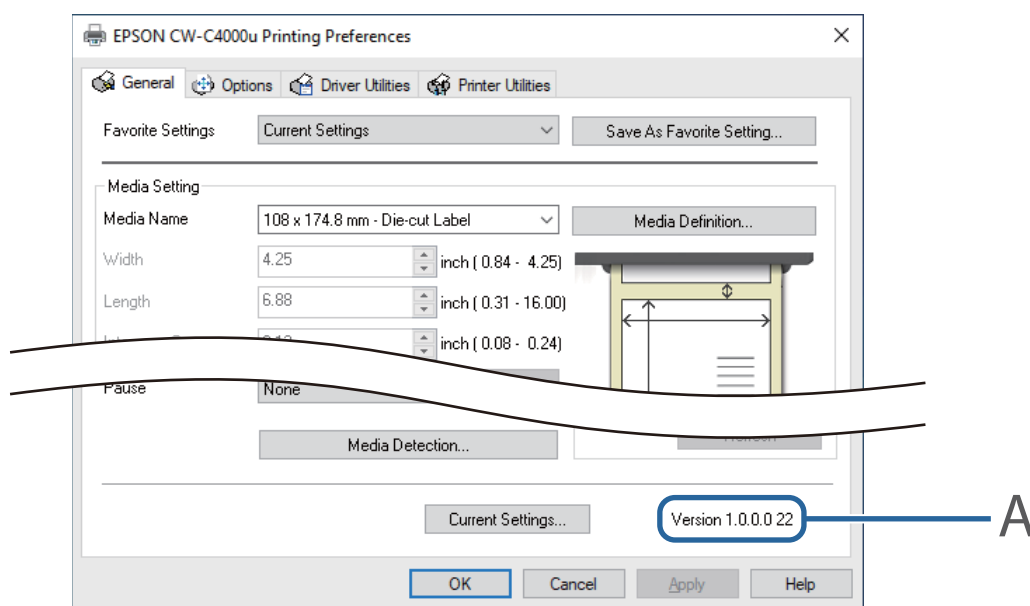 EPSON CW-C4000u Printing Preferences
General Options Driver Utilities Printer Utilities
Favorite Settings Current Settings Save As Favorite Setting...
Media Setting
Media Name 108 x 174.8 mm - Die-cut Label Media Definition...
Width 4.25 inch ( 0.84 - 4.25)
Length 6.88 inch ( 0.31 - 16.00)
inch ( 0.08 - 0.24)
Pause None
Media Detection...
Current Settings... Version 1.0.0.0 22 A
OK Cancel Apply Help